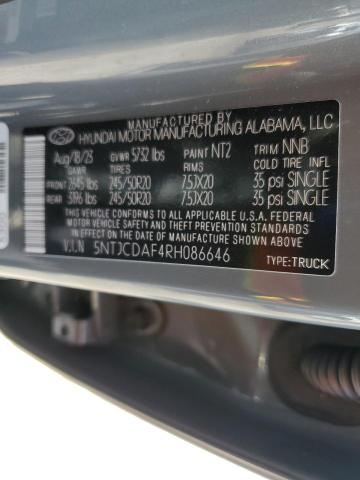 MANUFACTURED BY
HYUNDAI MOTOR MANUFACTURING ALABAMA, LLC
Aug/18/23 GVWR 5732 lbs PAINT NT2 TRIM NNB
GAWR TIRES RIMS COLD TIRE INFL
FRONT 2645 lbs 245/50R20 7.5JX20 35 psi SINGLE
REAR 3196 lbs 245/50R20 7.5JX20 35 psi SINGLE
THIS VEHICLE CONFORMS TO ALL APPLICABLE U.S. FEDERAL
MOTOR VEHICLE SAFETY AND THEFT PREVENTION STANDARDS
IN EFFECT ON THE DATE OF MANUFACTURE SHOWN ABOVE.
V.I.N 5NTJCDAF4RH086646 TYPE:TRUCK